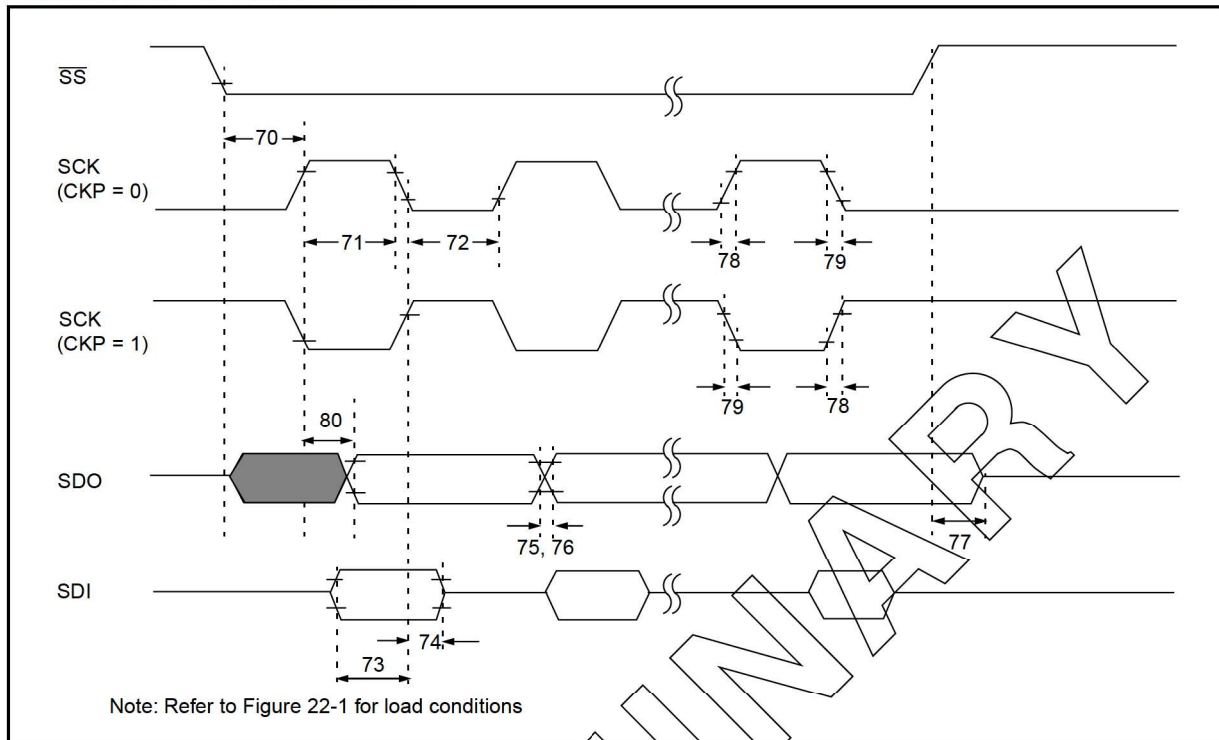 SS
70
SCK
(CKP = 0)
71
72
78
79
SCK
(CKP = 1)
79
78
80
SDO
75, 76
77
SDI
74
73
Note: Refer to Figure 22-1 for load conditions
INARY